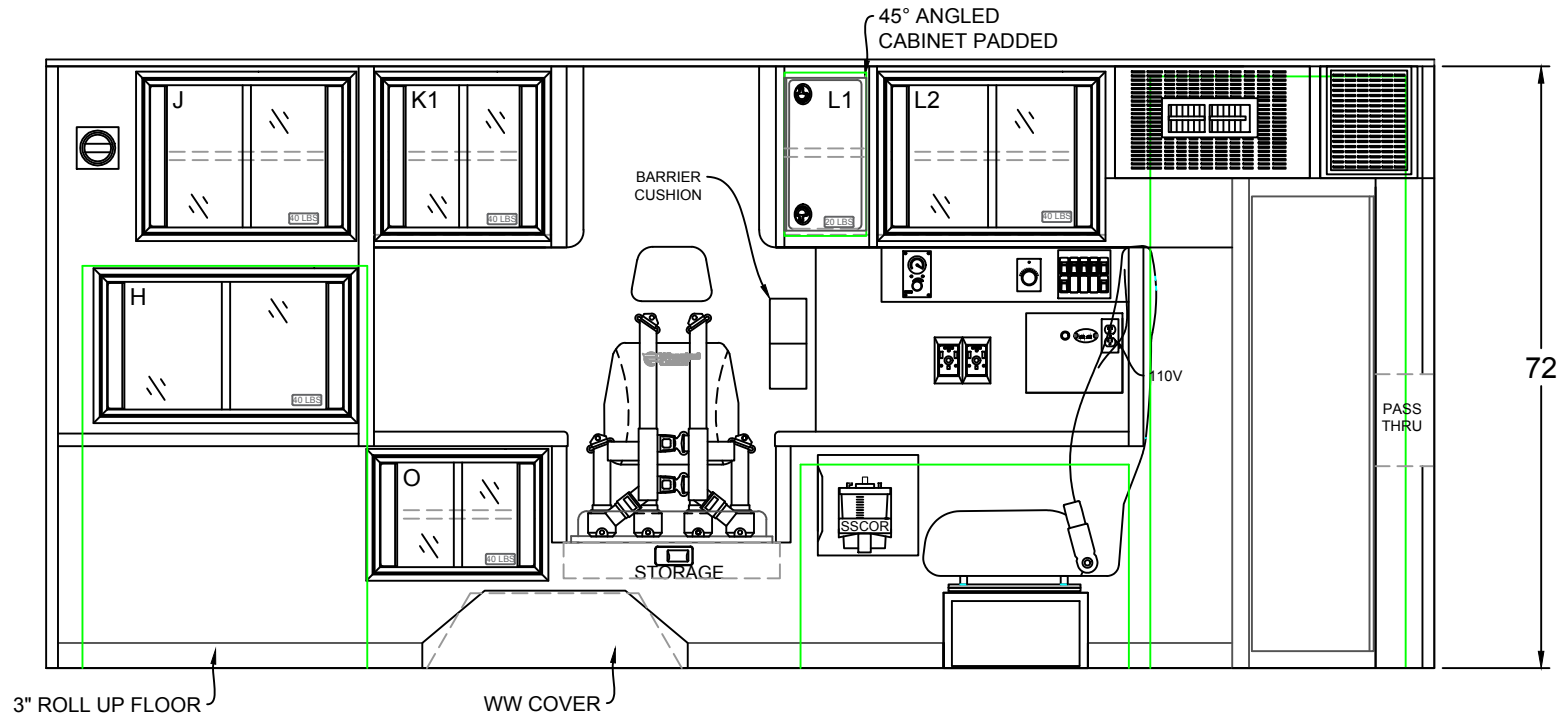 45° ANGLED
CABINET PADDED
J
K1
L1
L2
40 LBS
40 LBS
20 LBS
40 LBS
BARRIER
CUSHION
H
40 LBS
110V
72
PASS
THRU
O
40 LBS
SSCOR
STORAGE
3" ROLL UP FLOOR
WW COVER